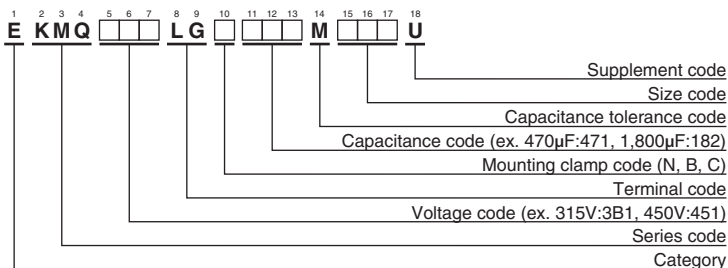 1 2 3 4 5 6 7 8 9 10 11 12 13 14 15 16 17 18
E KMQ □□□ LG □ □□□ M □□□ U
Supplement code
Size code
Capacitance tolerance code
Capacitance code (ex. 470µF:471, 1,800µF:182)
Mounting clamp code (N, B, C)
Terminal code
Voltage code (ex. 315V:3B1, 450V:451)
Series code
Category